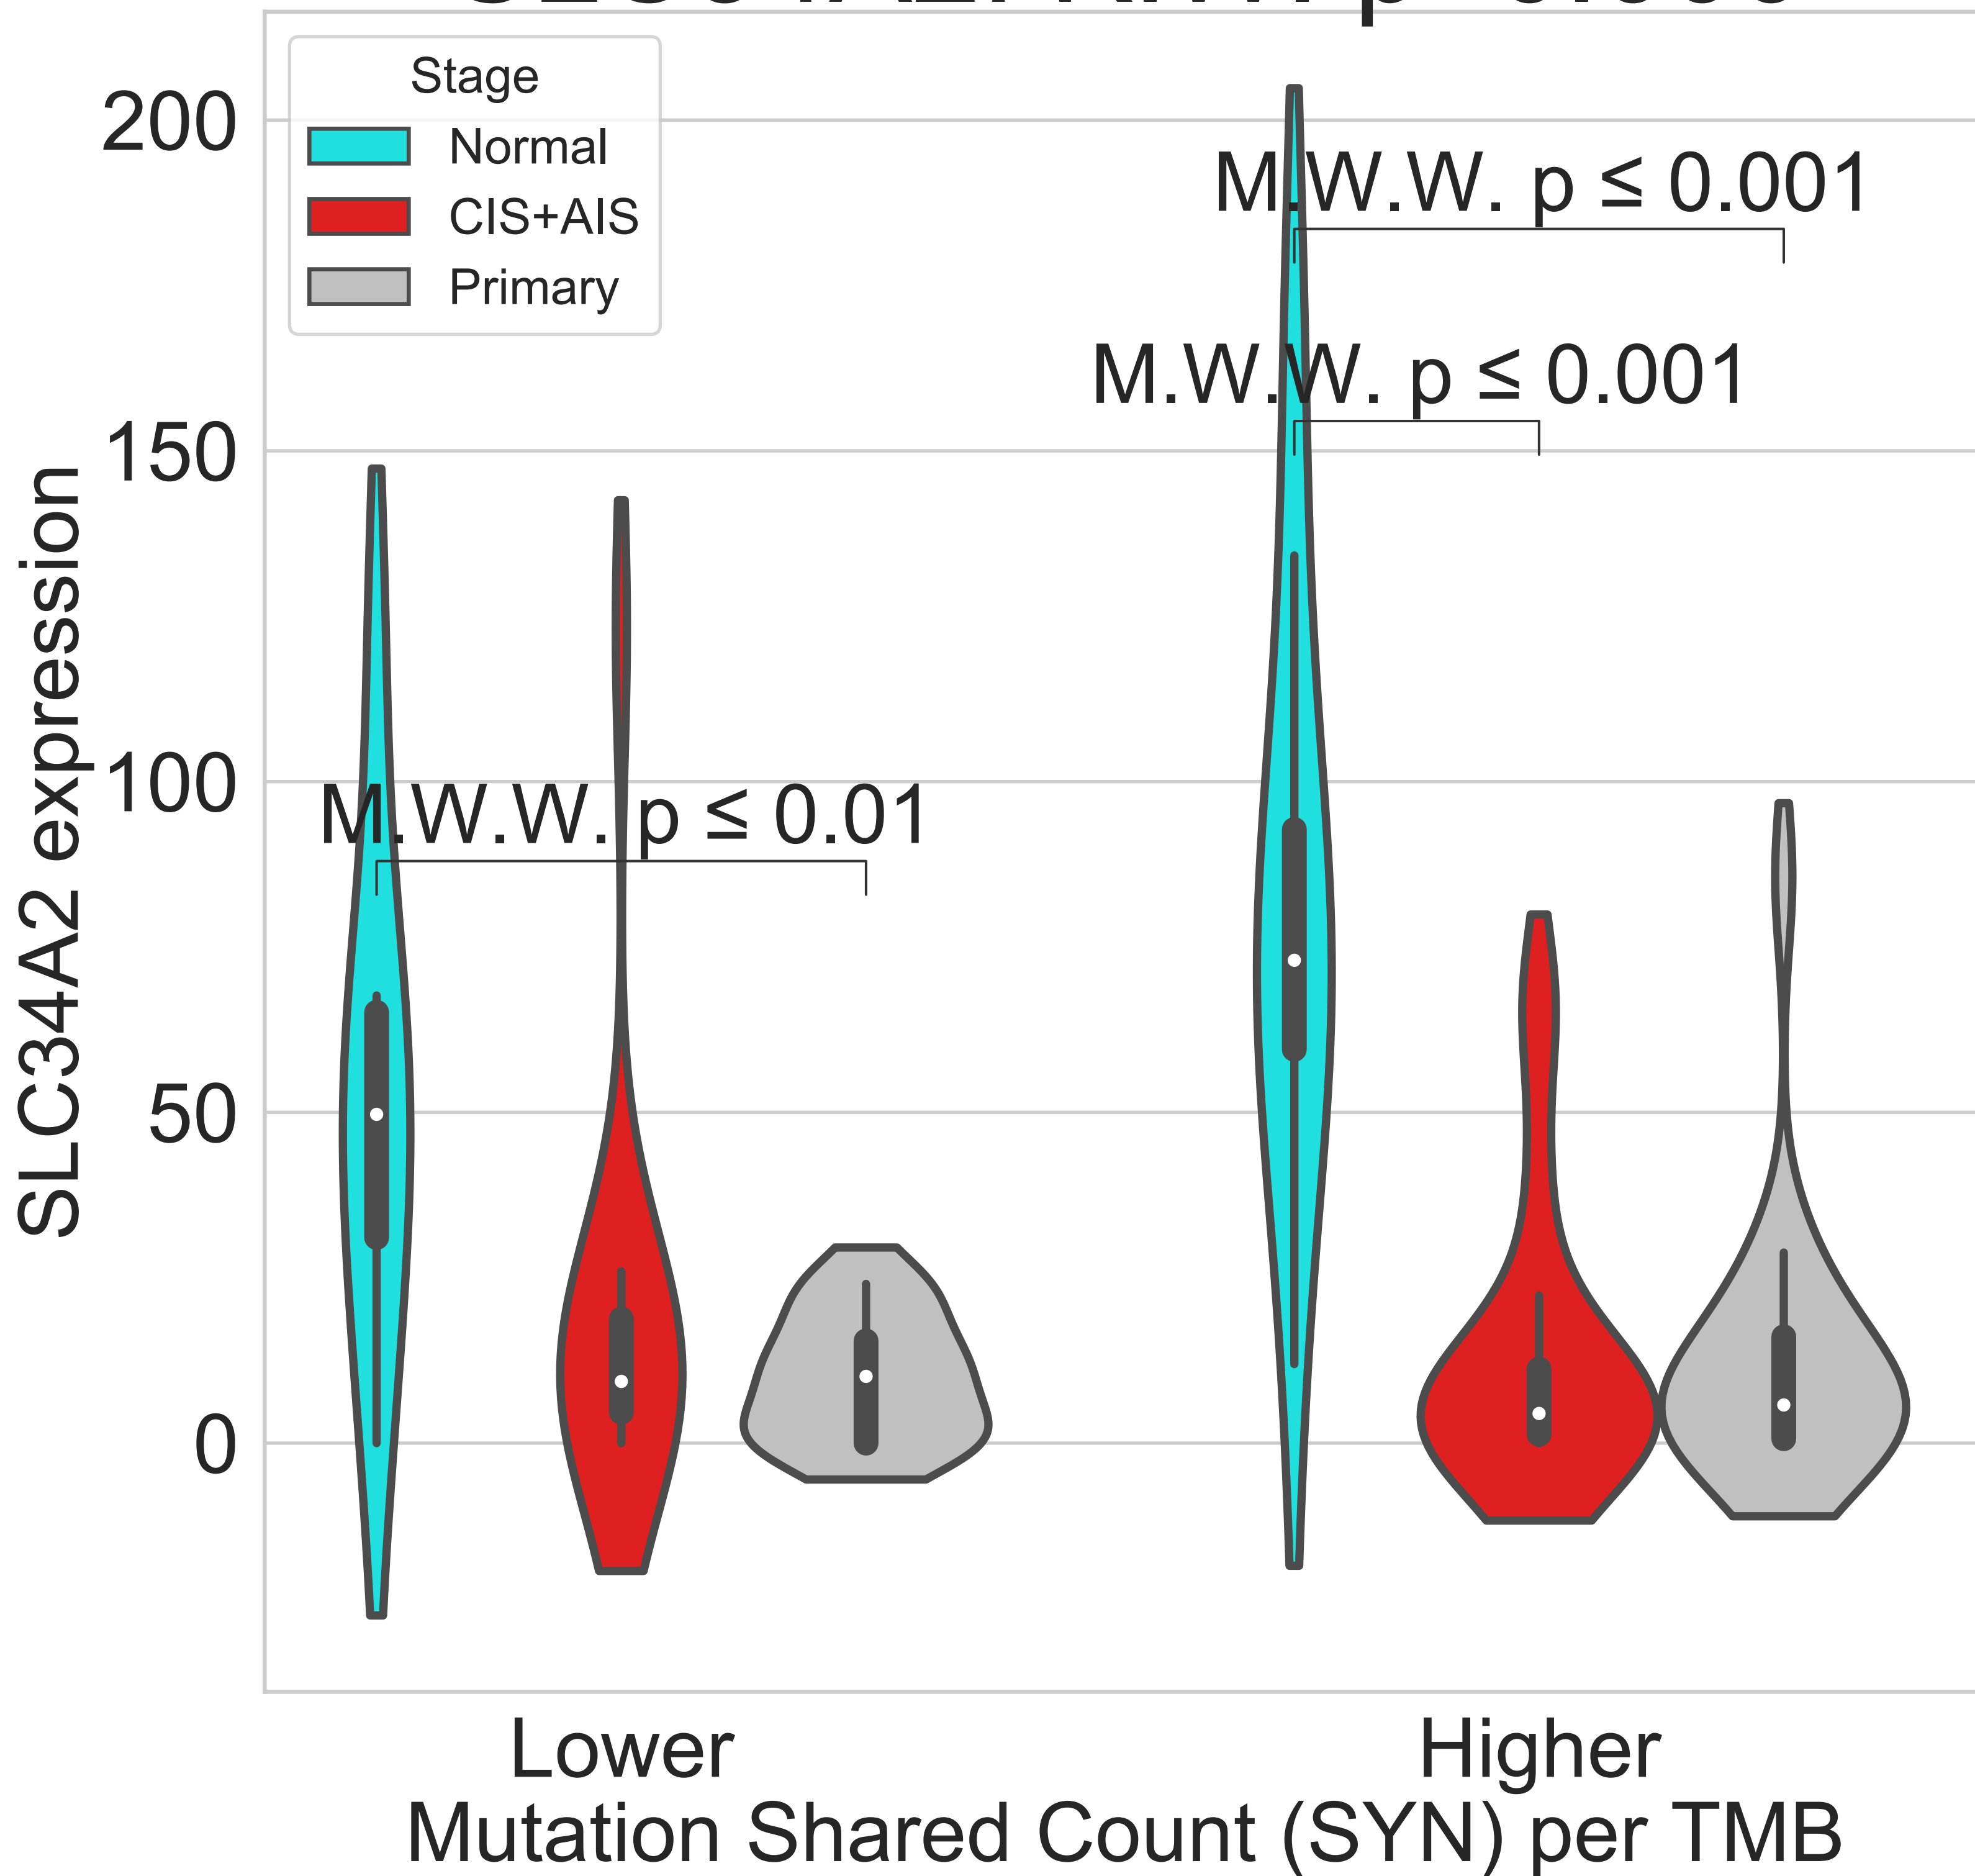 Stage
Normal
CIS+AIS
Primary
200
150
100
50
0
SLC34A2 expression
M.W.W. p ≤ 0.001
M.W.W. p ≤ 0.001
M.W.W. p ≤ 0.01
Lower
Higher
Mutation Shared Count (SYN) per TMB